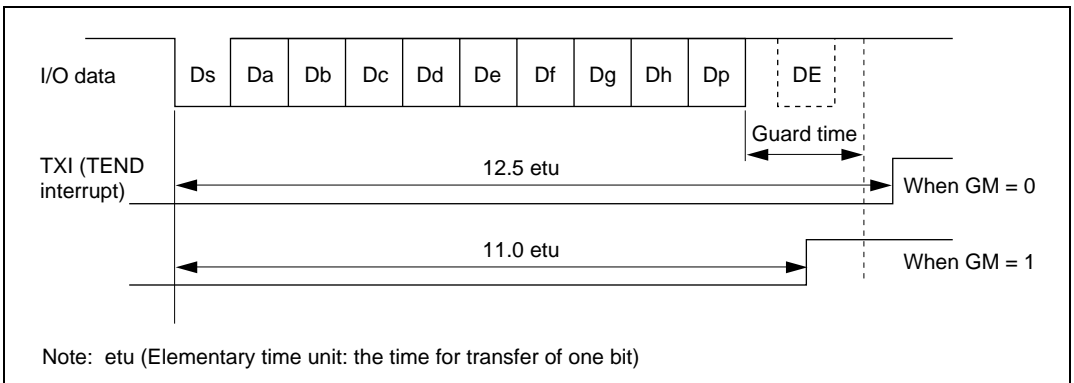 I/O data
Ds Da Db Dc Dd De Df Dg Dh Dp DE
Guard time
TXI (TEND
interrupt)
12.5 etu
When GM = 0
11.0 etu
When GM = 1
Note: etu (Elementary time unit: the time for transfer of one bit)